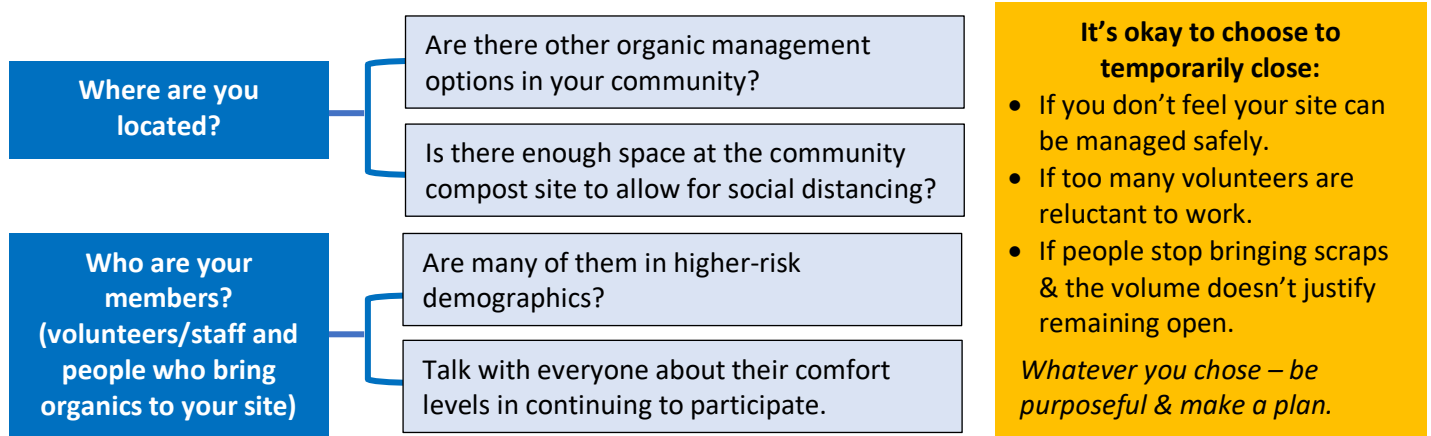 Where are you
located?
Are there other organic management
options in your community?
Is there enough space at the community
compost site to allow for social distancing?
Who are your
members?
(volunteers/staff and
people who bring
organics to your site)
Are many of them in higher-risk
demographics?
Talk with everyone about their comfort
levels in continuing to participate.
It’s okay to choose to
temporarily close:
• If you don’t feel your site can
be managed safely.
• If too many volunteers are
reluctant to work.
• If people stop bringing scraps
& the volume doesn’t justify
remaining open.
Whatever you chose – be
purposeful & make a plan.